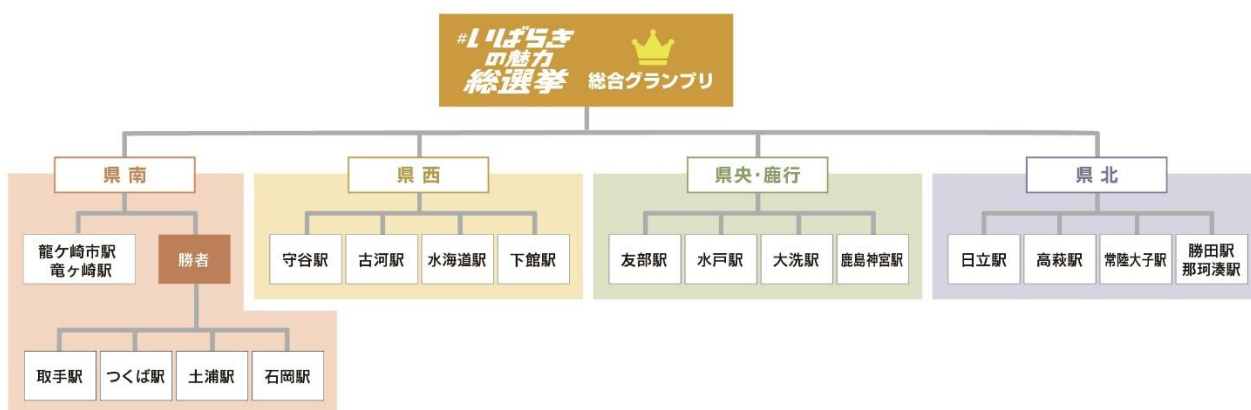 #いばらき
の魅力
総選挙
総合グランプリ
県南
県西
県央・鹿行
県北
龍ケ崎市駅
竜ヶ崎駅
勝者
守谷駅
古河駅
水海道駅
下館駅
友部駅
水戸駅
大洗駅
鹿島神宮駅
日立駅
高萩駅
常陸大子駅
勝田駅
那珂湊駅
取手駅
つくば駅
土浦駅
石岡駅